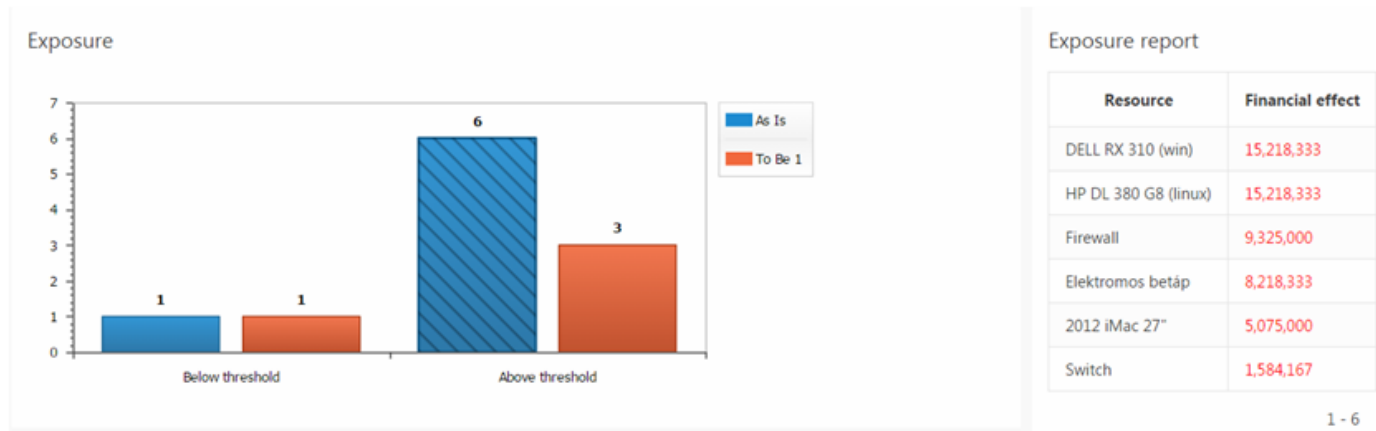 Exposure
7
6
5
4
3
2
1
0
1
1
6
3
Below threshold
Above threshold
As Is
To Be 1
Exposure report
Resource Financial effect
DELL RX 310 (win) 15,218,333
HP DL 380 G8 (linux) 15,218,333
Firewall 9,325,000
Elektromos betáp 8,218,333
2012 iMac 27" 5,075,000
Switch 1,584,167
1 - 6